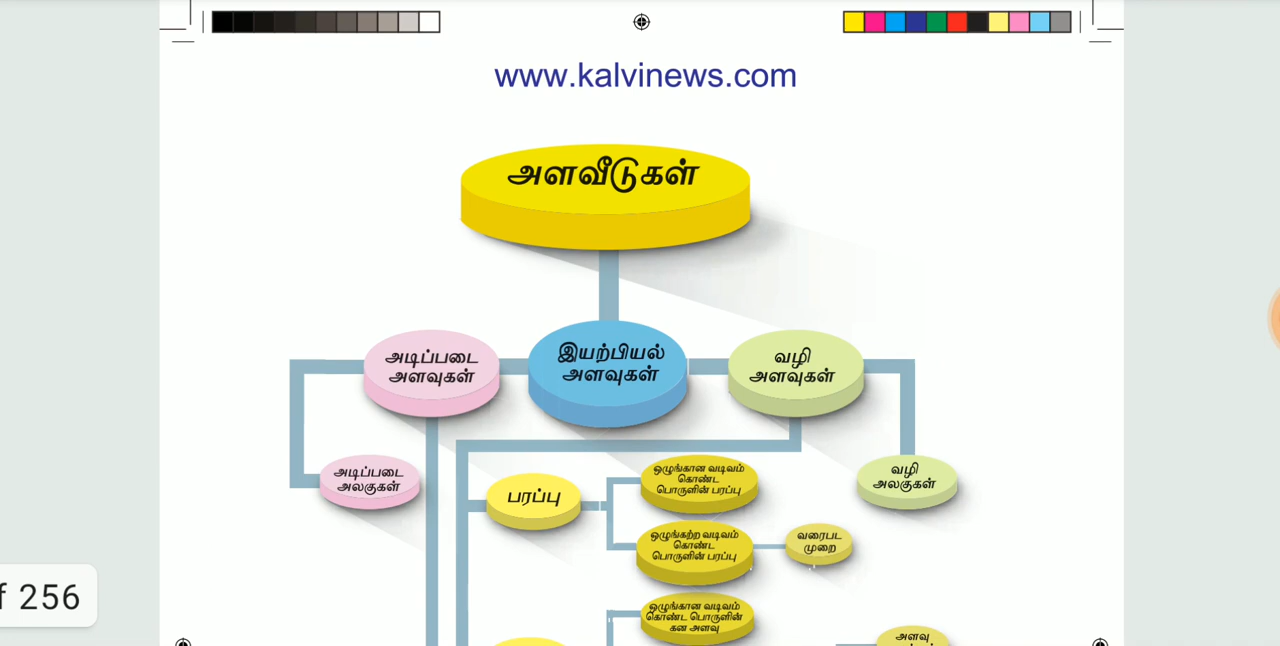 www.kalvinews.com
அளவீடுகள்
அடிப்படை
அளவுகள்
இயற்பியல்
அளவுகள்
வழி
அளவுகள்
அடிப்படை
அலகுகள்
பரப்பு
ஒழுங்கான வடிவம்
கொண்ட
பொருளின் பரப்பு
வழி
அலகுகள்
ஒழுங்கற்ற வடிவம்
கொண்ட
பொருளின் பரப்பு
வரைபட
முறை
of 256
ஒழுங்கான வடிவம்
கொண்ட பொருளின்
கன அளவு
அளவு